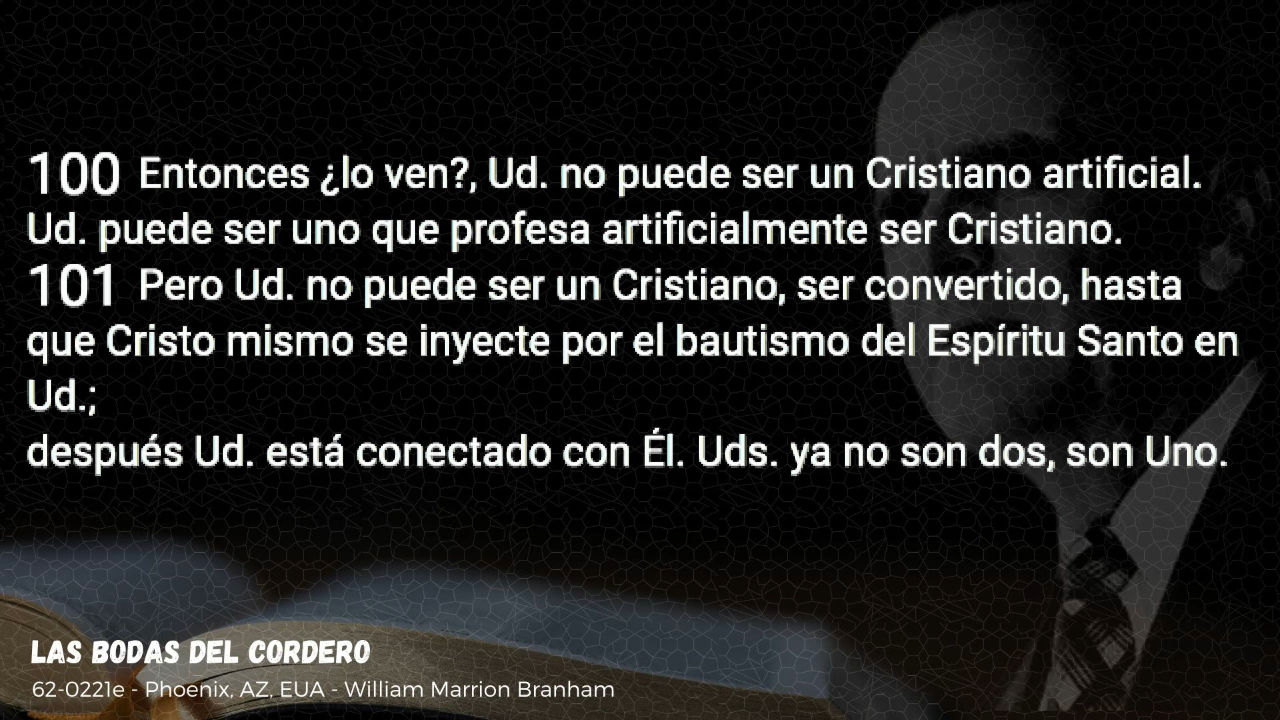 100 Entonces ¿lo ven?, Ud. no puede ser un Cristiano artificial.
Ud. puede ser uno que profesa artificialmente ser Cristiano.
101 Pero Ud. no puede ser un Cristiano, ser convertido, hasta
que Cristo mismo se inyecte por el bautismo del Espíritu Santo en
Ud.;
después Ud. está conectado con Él. Uds. ya no son dos, son Uno.
LAS BODAS DEL CORDERO
62-0221e - Phoenix, AZ, EUA - William Marrion Branham